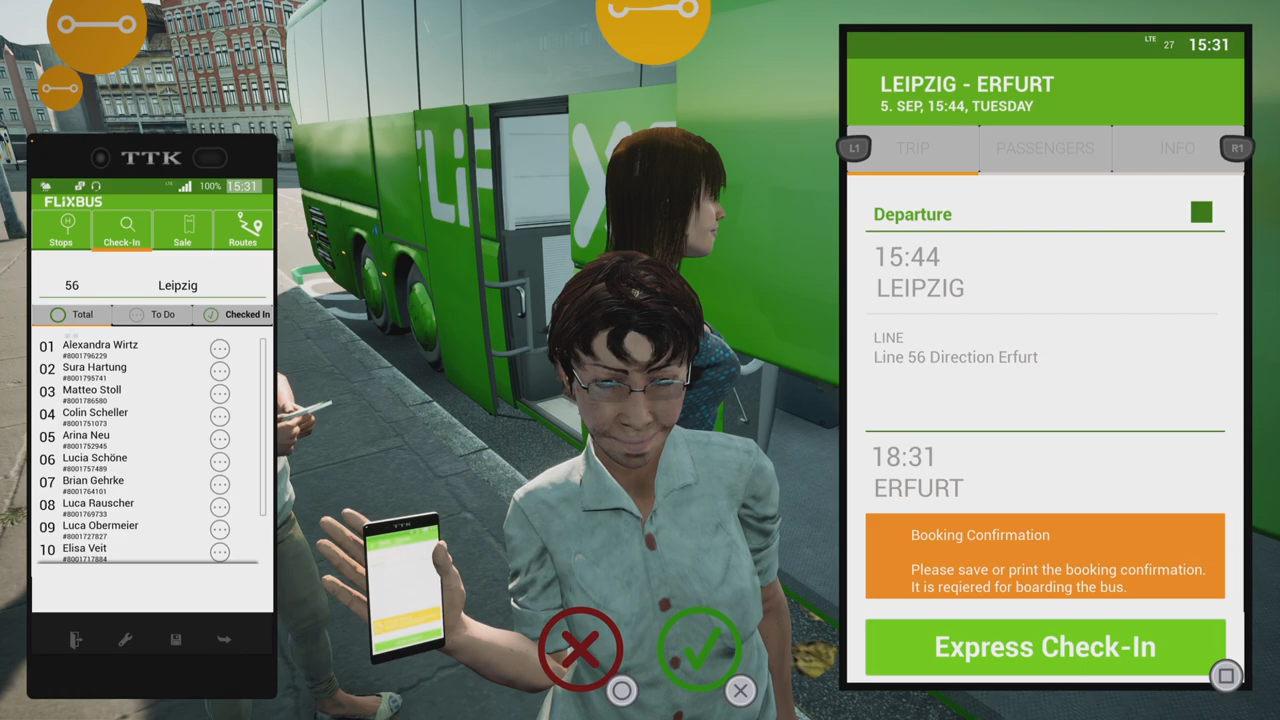 TTK
LTE
100%
15:31
FLiXBUS
H
Stops
Check-In
Sale
Routes
56
Leipzig
Total
To Do
Checked In
01 Alexandra Wirtz
#8001796229
02 Sura Hartung
#8001795741
03 Matteo Stoll
#8001786580
04 Colin Scheller
#8001751073
05 Arina Neu
#8001752945
06 Lucia Schöne
#8001757489
07 Brian Gehrke
#8001764101
08 Luca Rauscher
#8001769733
09 Luca Obermeier
#8001727827
10 Elisa Veit
#8001717884
FLiX
TTK
LTE 27 15:31
LEIPZIG - ERFURT
5. SEP, 15:44, TUESDAY
L1
TRIP
PASSENGERS
INFO
R1
Departure
15:44
LEIPZIG
LINE
Line 56 Direction Erfurt
18:31
ERFURT
Booking Confirmation
Please save or print the booking confirmation.
It is reqiered for boarding the bus.
Express Check-In